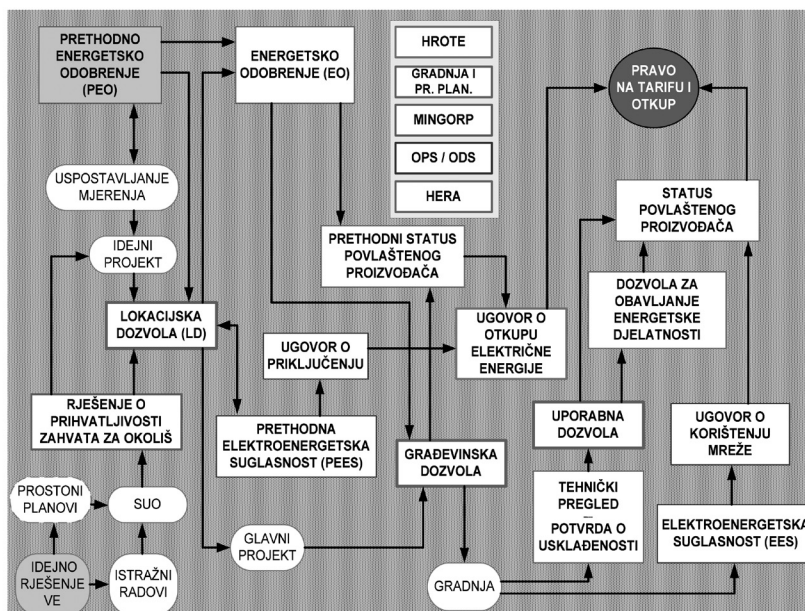 PRETHODNO
ENERGETSKO
ODOBRENJE
(PEO)
ENERGETSKO
ODOBRENJE (EO)
HROTE
GRADNJA I
PR. PLAN.
MINGORP
OPS / ODS
HERA
PRAVO
NA TARIFU I
OTKUP
USPOSTAVLJANJE
MJERENJA
IDEJNI
PROJEKT
PRETHODNI STATUS
POVLAŠTENOG
PROIZVOĐAČA
STATUS
POVLAŠTENOG
PROIZVOĐAČA
LOKACIJSKA
DOZVOLA (LD)
UGOVOR O
PRIKLJUČENJU
UGOVOR O
OTKUPU
ELEKTRIČNE
ENERGIJE
DOZVOLA ZA
OBAVLJANJE
ENERGETSKE
DJELATNOSTI
RJEŠENJE O
PRIHVATLJIVOSTI
ZAHVATA ZA OKOLIŠ
PRETHODNA
ELEKTROENERGETSKA
SUGLASNOST (PEES)
GRAĐEVINSKA
DOZVOLA
UPORABNA
DOZVOLA
UGOVOR O
KORIŠTENJU
MREŽE
PROSTONI
PLANOVI
SUO
GLAVNI
PROJEKT
TEHNIČKI
PREGLED
–
POTVRDA O
USKLAĐENOSTI
ELEKTROENERGETSKA
SUGLASNOST (EES)
IDEJNO
RJEŠENJE
VE
ISTRAŽNI
RADOVI
GRADNJA